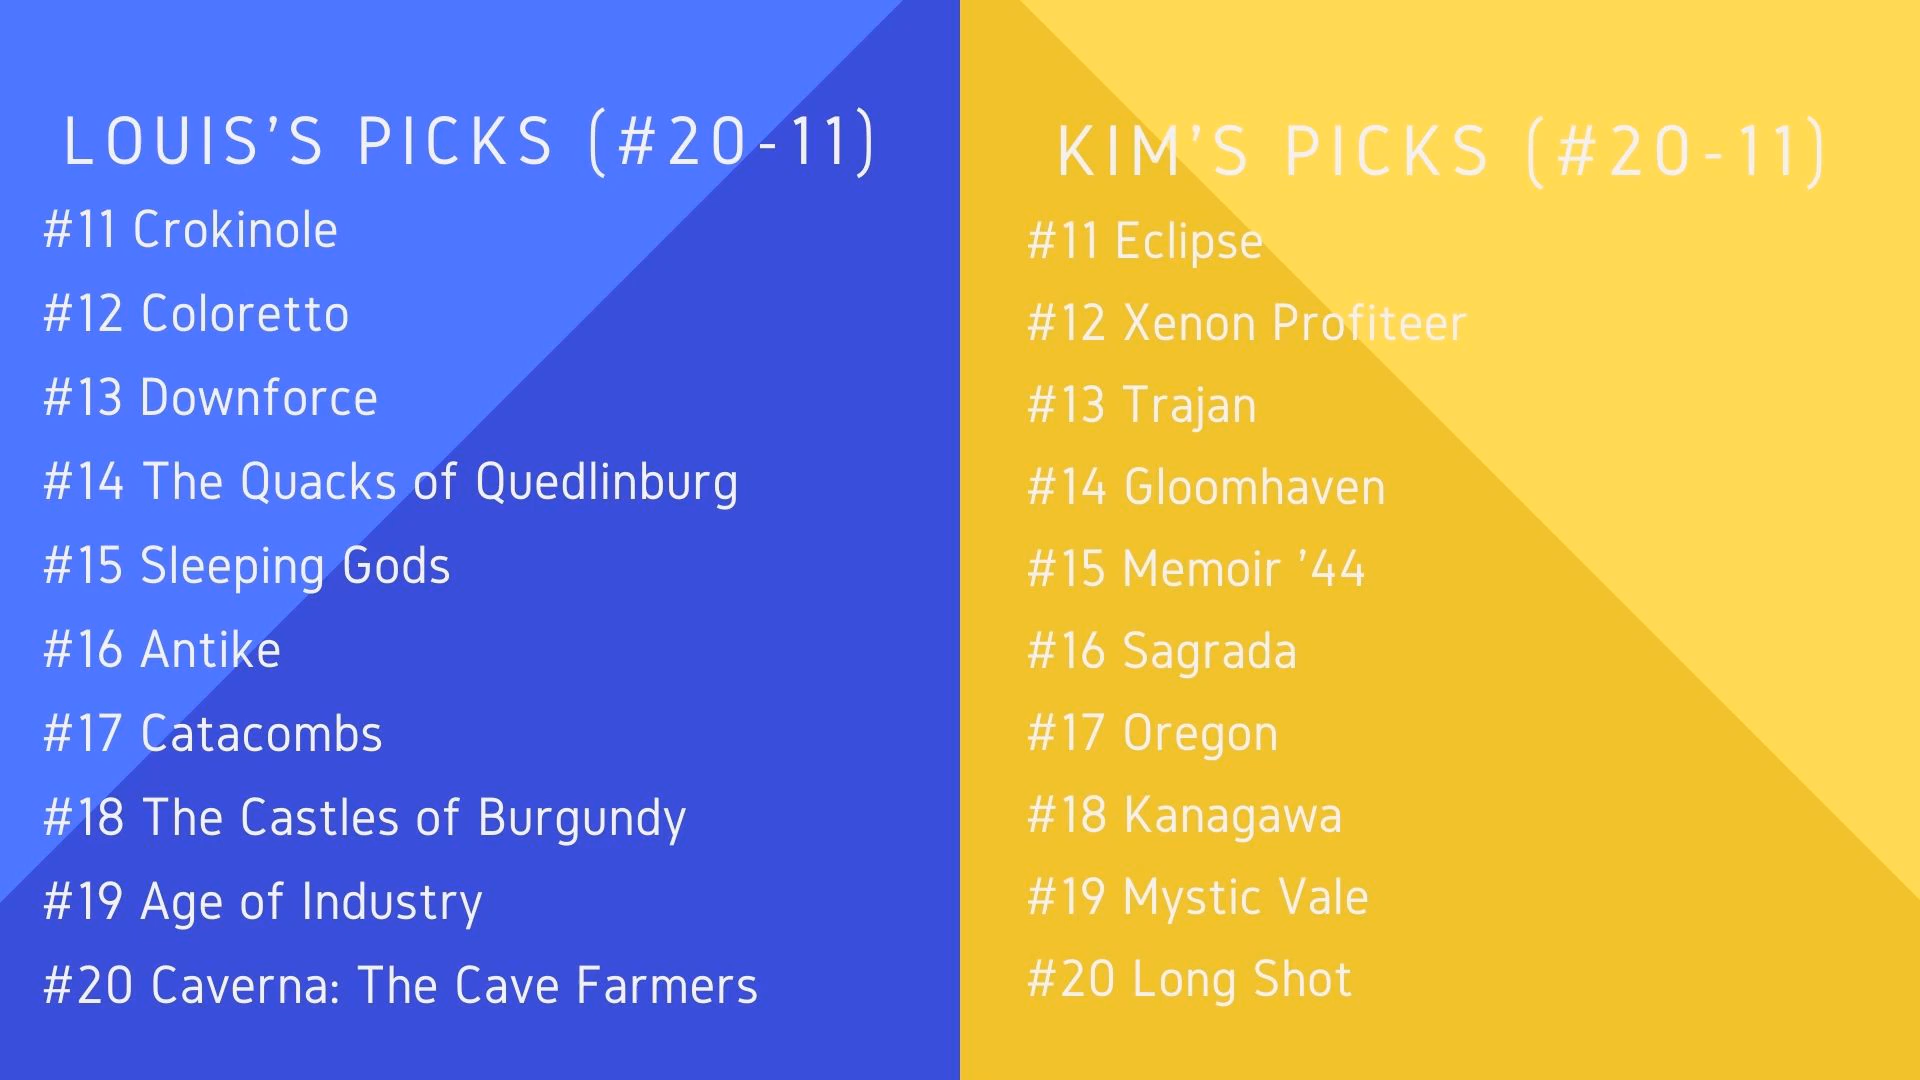 LOUIS’S PICKS (#20-11)
#11 Crokinole
#12 Coloretto
#13 Downforce
#14 The Quacks of Quedlinburg
#15 Sleeping Gods
#16 Antike
#17 Catacombs
#18 The Castles of Burgundy
#19 Age of Industry
#20 Caverna: The Cave Farmers
KIM’S PICKS (#20-11)
#11 Eclipse
#12 Xenon Profiteer
#13 Trajan
#14 Gloomhaven
#15 Memoir ’44
#16 Sagrada
#17 Oregon
#18 Kanagawa
#19 Mystic Vale
#20 Long Shot